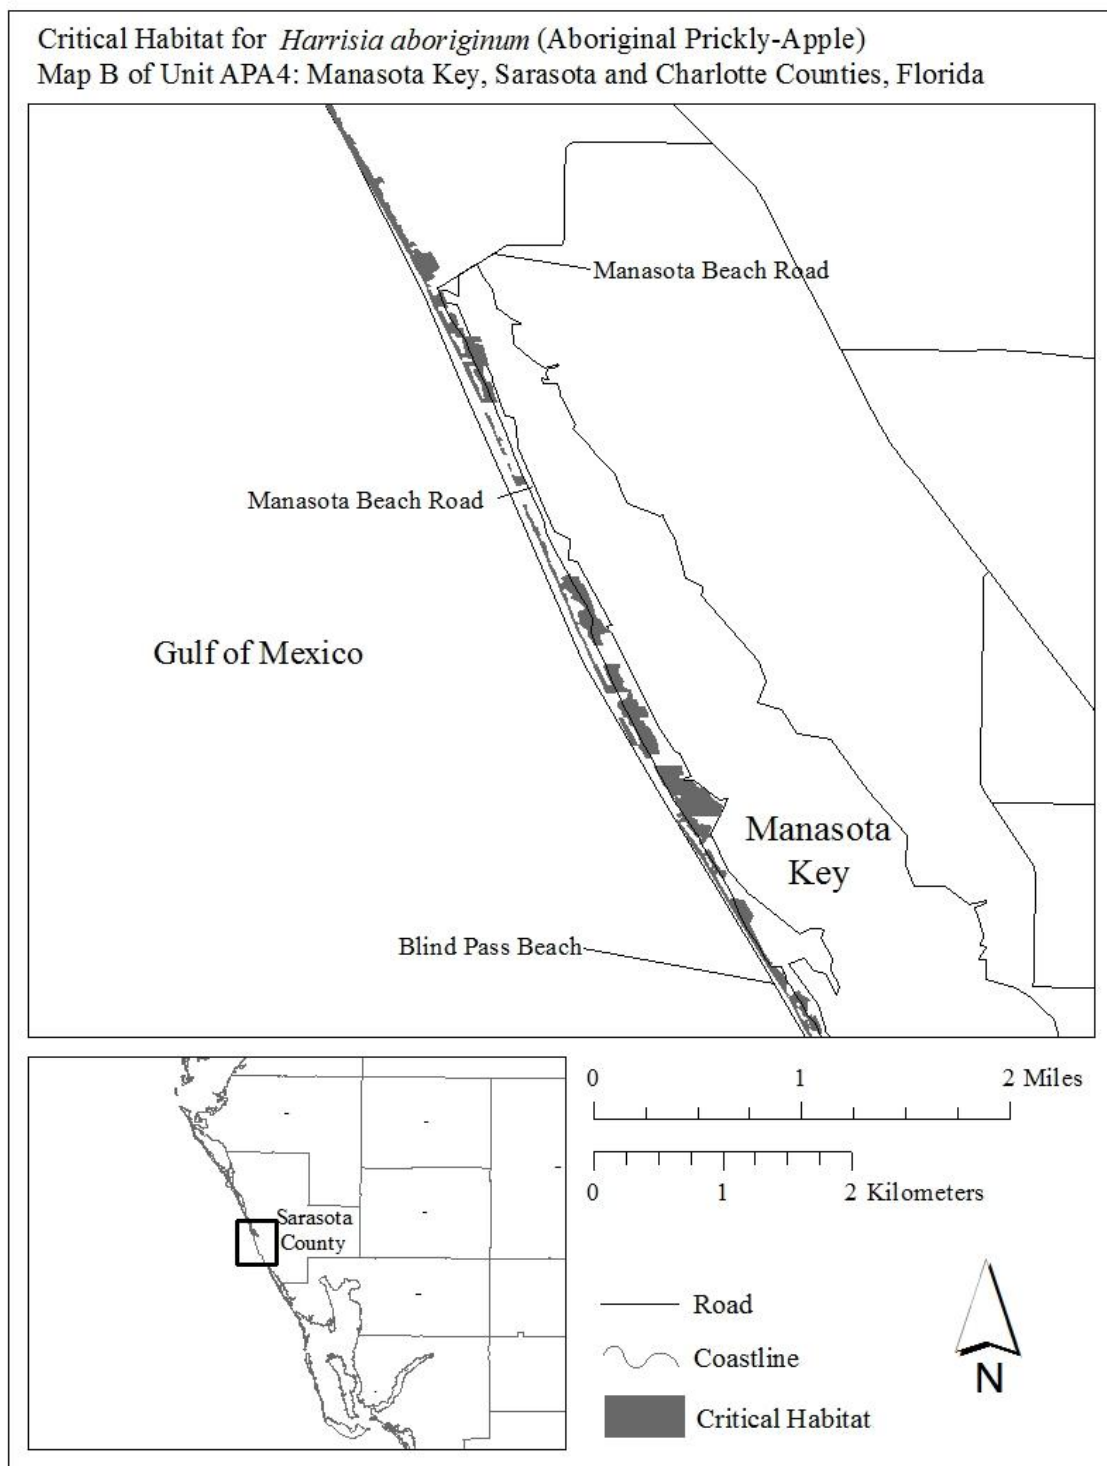 Critical Habitat for Harrisia aboriginum (Aboriginal Prickly-Apple)
Map B of Unit APA4: Manasota Key, Sarasota and Charlotte Counties, Florida
Manasota Beach Road
Manasota Beach Road
Gulf of Mexico
Manasota
Key
Blind Pass Beach
Sarasota
County
0 1 2 Miles
0 1 2 Kilometers
Road
Coastline
Critical Habitat
N